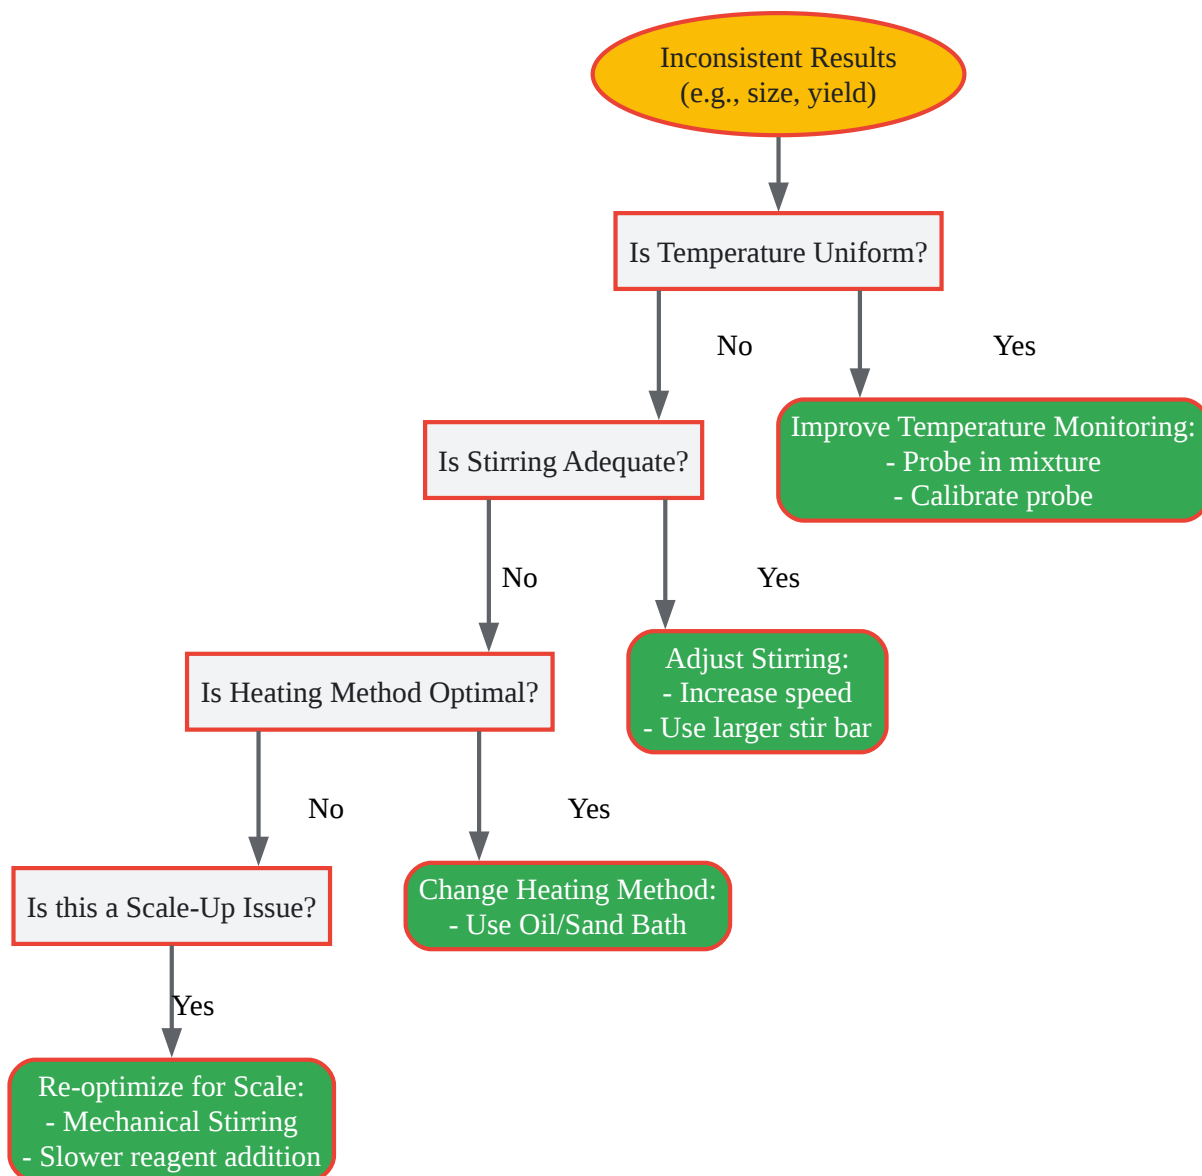 Inconsistent Results
(e.g., size, yield)
Is Temperature Uniform?
No
Yes
Improve Temperature Monitoring:
- Probe in mixture
- Calibrate probe
Is Stirring Adequate?
No
Yes
Adjust Stirring:
- Increase speed
- Use larger stir bar
Is Heating Method Optimal?
No
Yes
Change Heating Method:
- Use Oil/Sand Bath
Is this a Scale-Up Issue?
Yes
Re-optimize for Scale:
- Mechanical Stirring
- Slower reagent addition